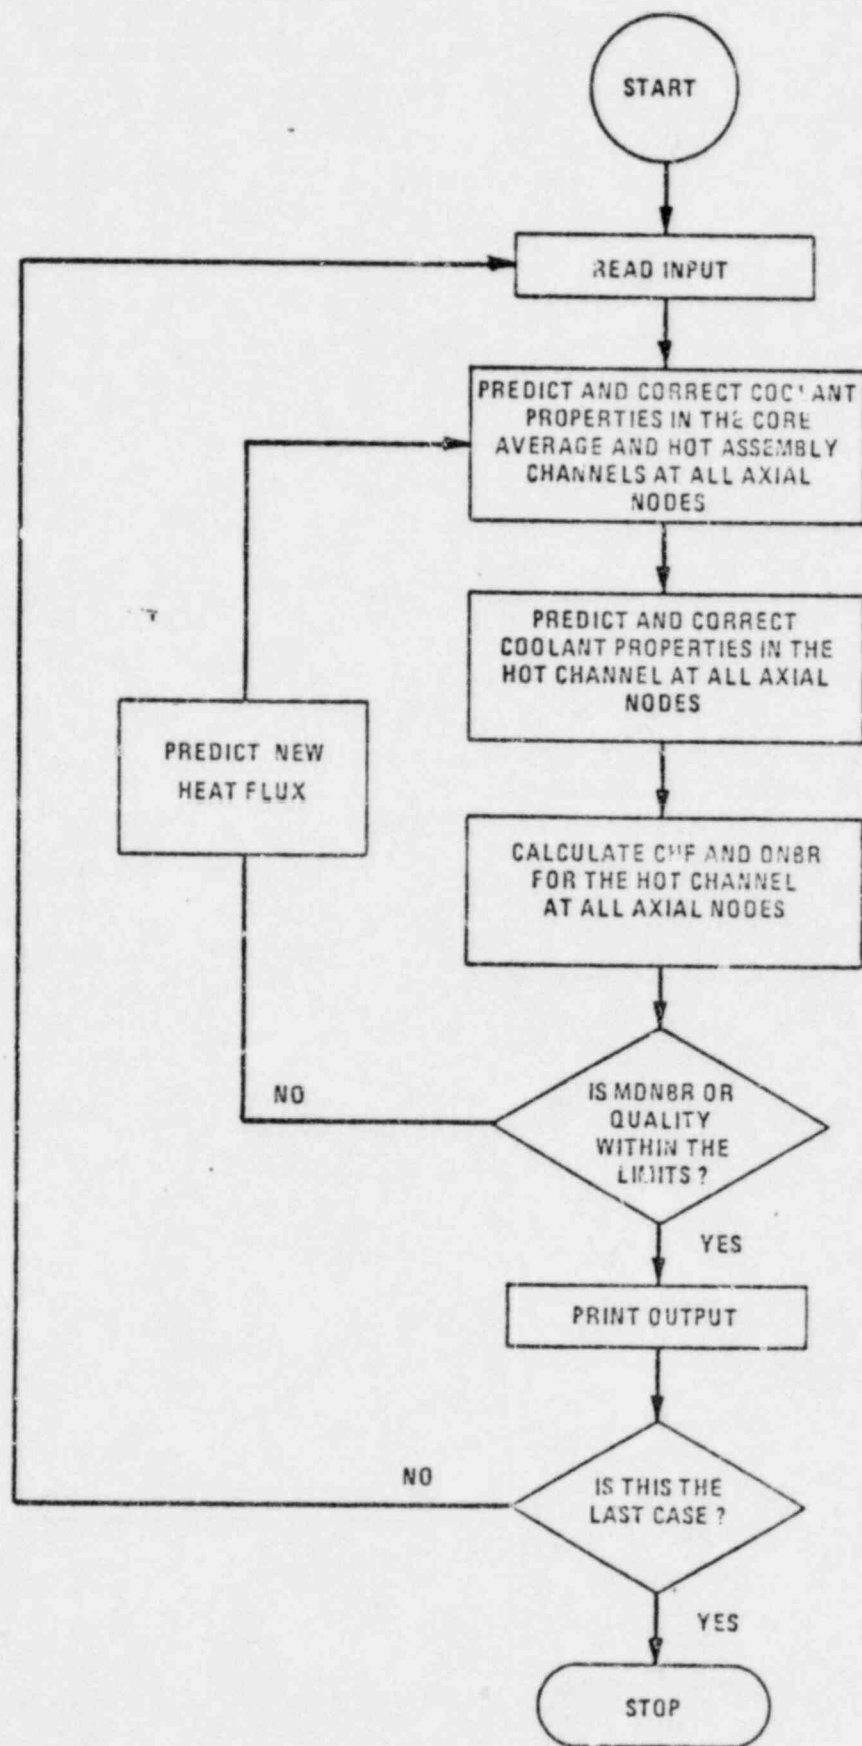 START
READ INPUT
PREDICT AND CORRECT COOLANT
PROPERTIES IN THE CORE
AVERAGE AND HOT ASSEMBLY
CHANNELS AT ALL AXIAL
NODES
PREDICT AND CORRECT
COOLANT PROPERTIES IN THE
HOT CHANNEL AT ALL AXIAL
NODES
PREDICT NEW
HEAT FLUX
CALCULATE CHF AND DNBR
FOR THE HOT CHANNEL
AT ALL AXIAL NODES
NO
IS MDNBR OR
QUALITY
WITHIN THE
LIMITS ?
YES
PRINT OUTPUT
NO
IS THIS THE
LAST CASE ?
YES
STOP